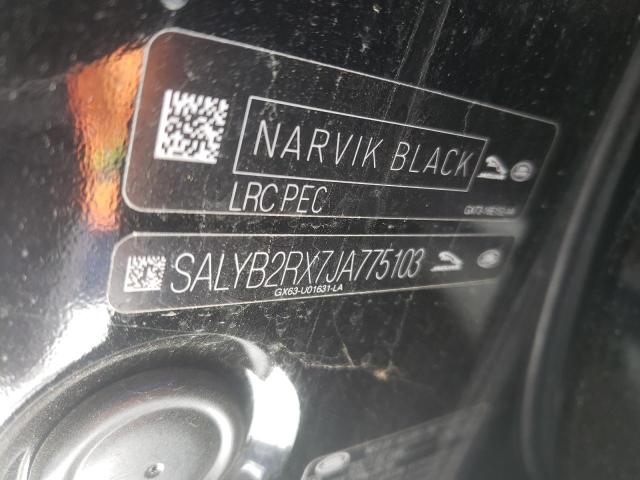 NARVIK BLACK
LRC PEC
SALYB2RX7JA775103
GX63-U01631-LA